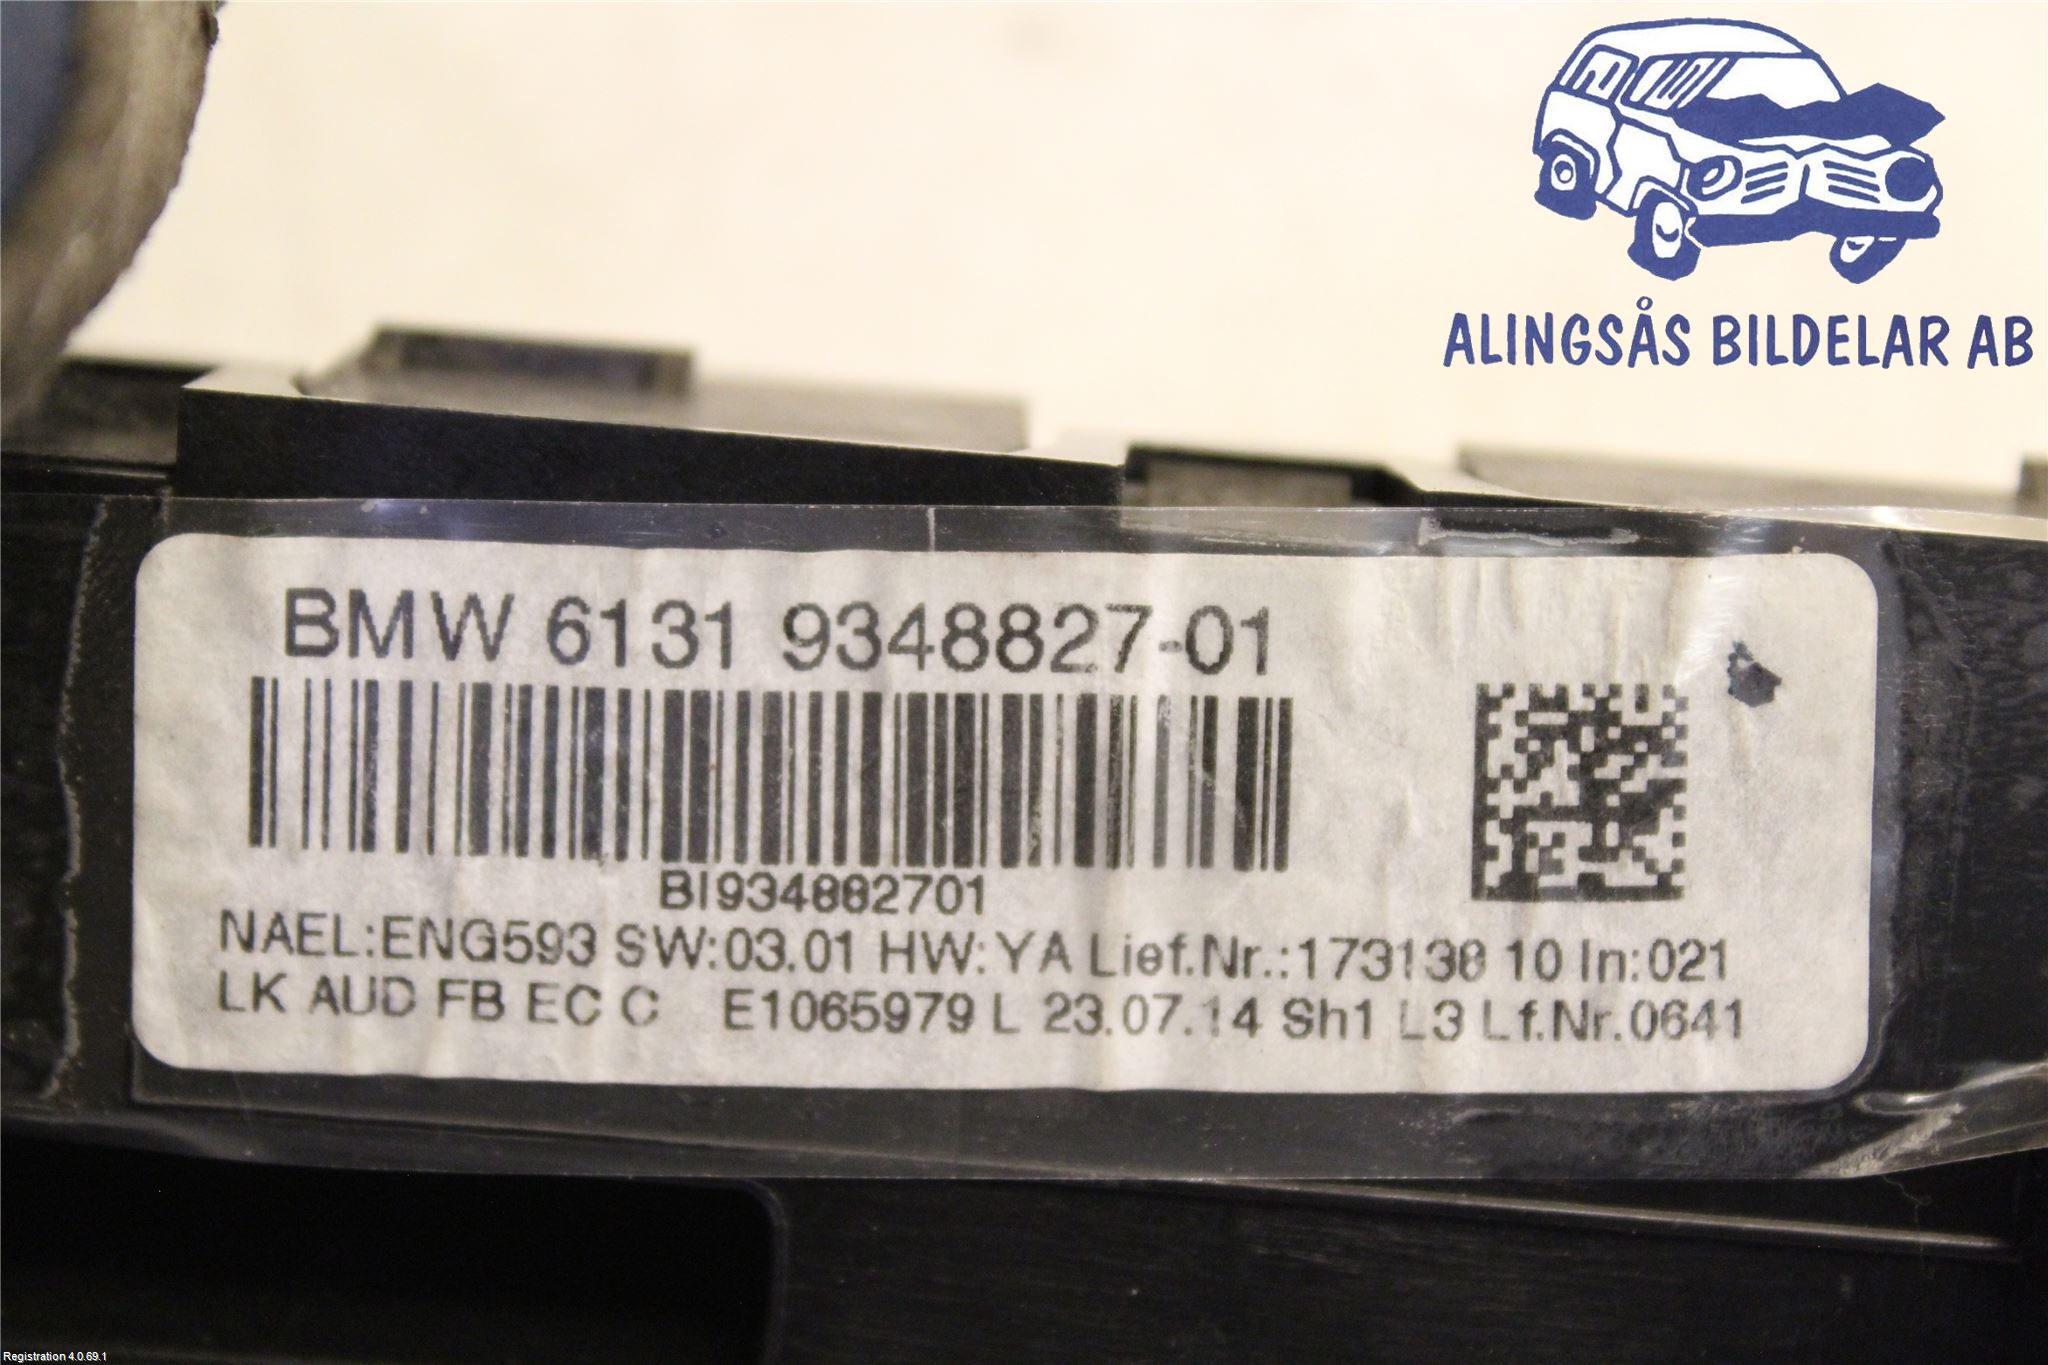 ALINGSÅS BILDELAR AB
BMW 6131 9348827-01
BI934882701
NAEL:ENG593 SW:03.01 HW:YA Lief.Nr.:173138 10 In:021
LK AUD FB EC C E1065979 L 23.07.14 Sh1 L3 Lf.Nr.0641
Registration 4.0.69.1